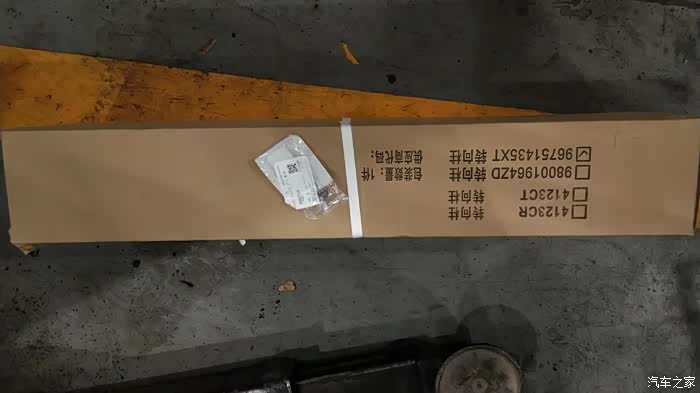 ☐4123CR 转向柱
☐4123CT 转向柱
☐98001964ZD 转向柱 包装数量:1件
☑96751435XT 转向柱 供应商代码:
汽车之家